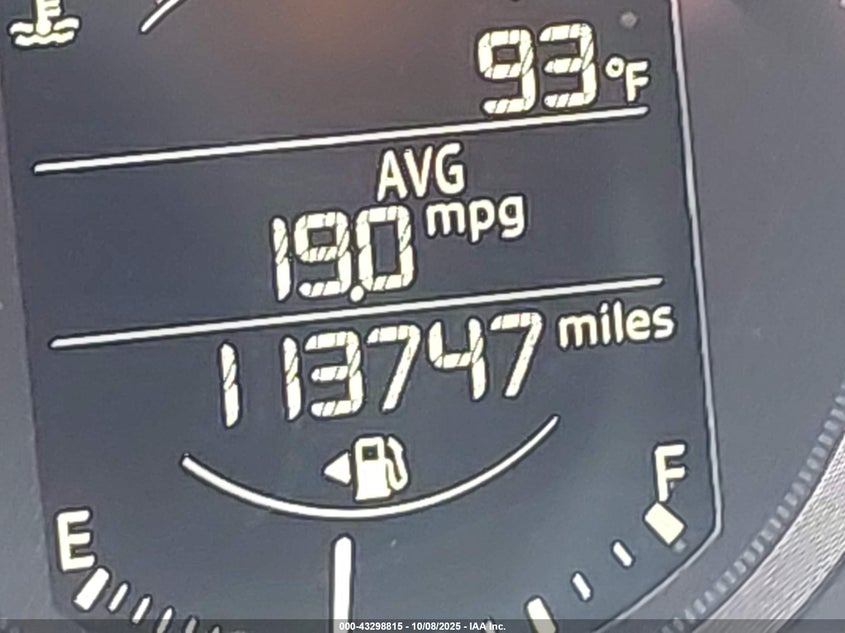 93°F
AVG
19.0 mpg
113747 miles
E F
000-43298815 - 10/08/2025 - IAA Inc.